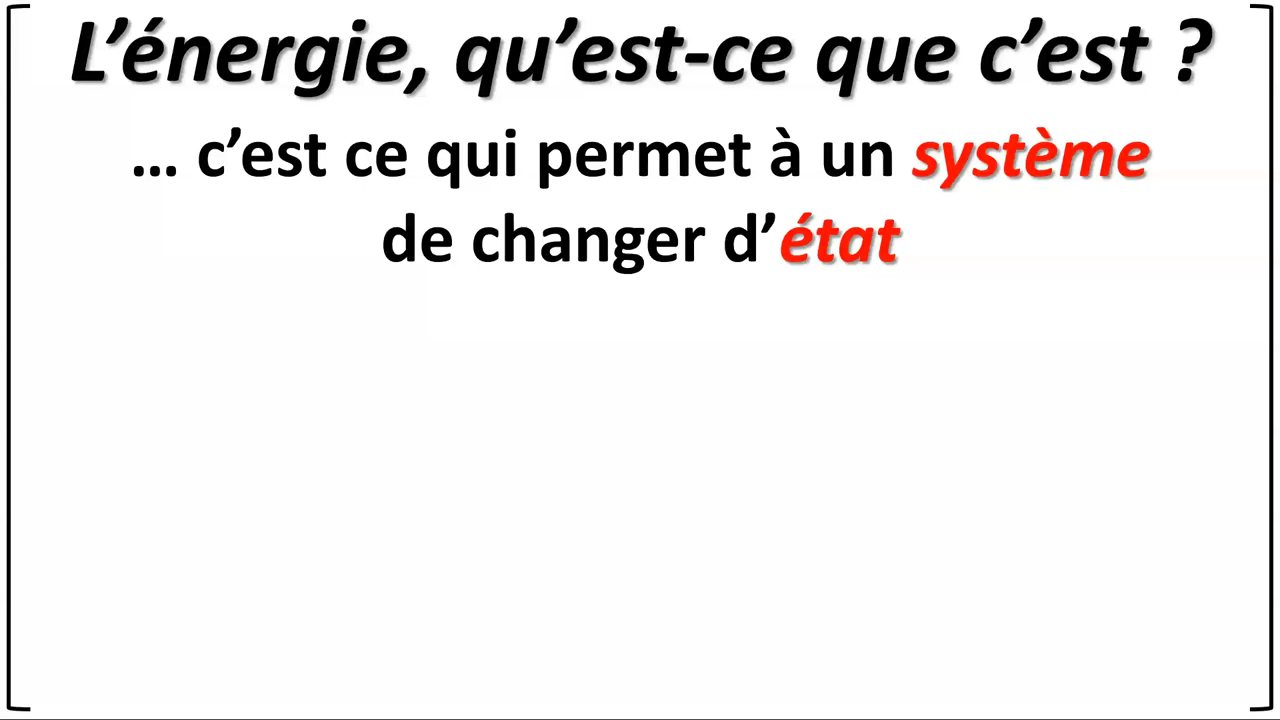 L’énergie, qu’est-ce que c’est ?
... c’est ce qui permet à un système
de changer d’état